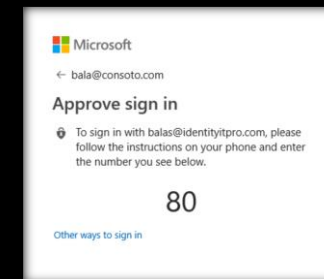 Microsoft
← bala@consoto.com
Approve sign in
To sign in with balas@identityitpro.com, please
follow the instructions on your phone and enter
the number you see below.
80
Other ways to sign in